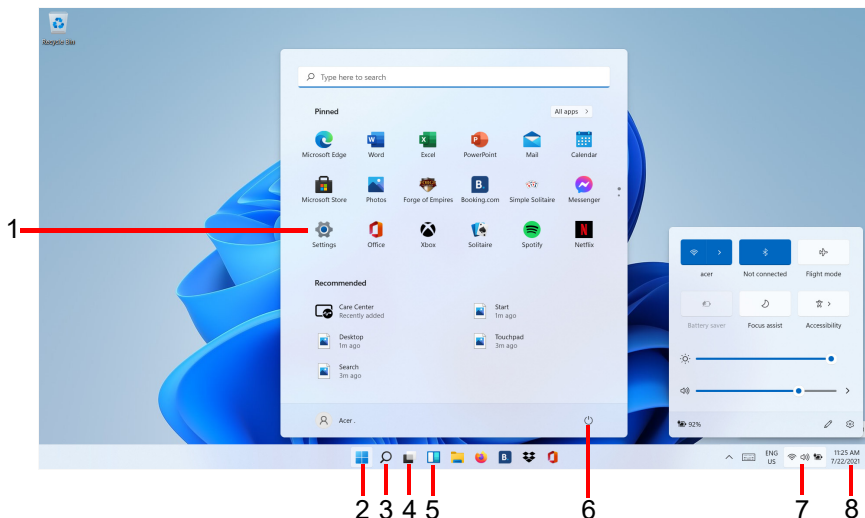 Recycle Bin
Type here to search
Pinned
All apps >
Microsoft Edge
Word
Excel
PowerPoint
Mail
Calendar
Microsoft Store
Photos
Forge of Empires
Booking.com
Simple Solitaire
Messenger
1
Settings
Office
Xbox
Solitaire
Spotify
Netflix
acer
Not connected
Flight mode
Recommended
Care Center
Recently added
Start
1m ago
Battery saver
Focus assist
Accessibility
Desktop
1m ago
Touchpad
3m ago
Search
3m ago
Acer .
92%
ENG
US
11:25 AM
7/22/2021
2 3 4 5 6 7 8